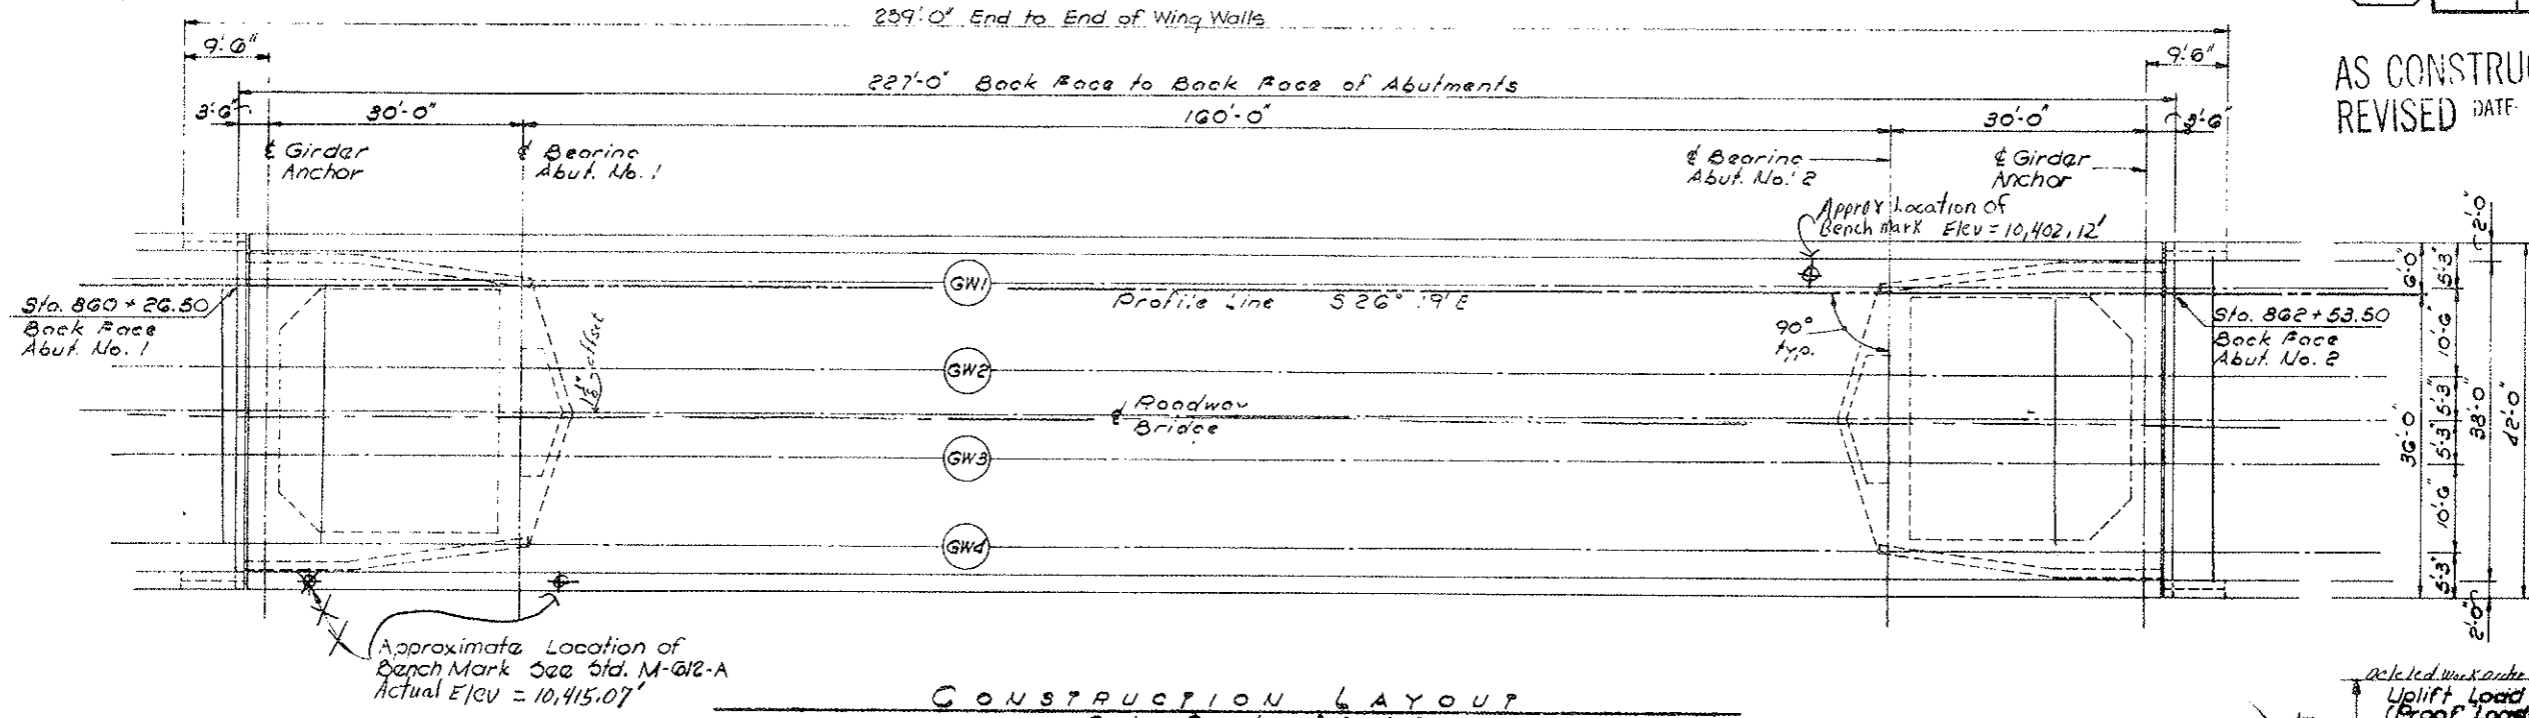 239'-0" End to End of Wing Walls
9'-6"
9'-6"
AS CONSTRU
REVISED DATE
227'-0" Back Face to Back Face of Abutments
3'-6"
30'-0"
160'-0"
30'-0"
3'-6"
℄ Girder
Anchor
℄ Bearing
Abut. No. 1
℄ Bearing
Abut. No. 2
℄ Girder
Anchor
Approx Location of
Bench Mark Elev = 10,402.12'
GW1
Profile Line S 26° 19' E
Sta. 860 + 26.50
Back Face
Abut. No. 1
90°
typ.
Sta. 862 + 53.50
Back Face
Abut. No. 2
offset
GW2
℄ Roadway
Bridge
GW3
GW4
2'-0"
6'-0"
5'-3"
10'-6"
5'-3"
5'-3"
10'-6"
5'-3"
36'-0"
38'-0"
42'-0"
2'-0"
Approximate Location of
Bench Mark See Std. M-612-A
Actual Elev = 10,415.07'
CONSTRUCTION LAYOUT
Uplift Load
(Proof Load